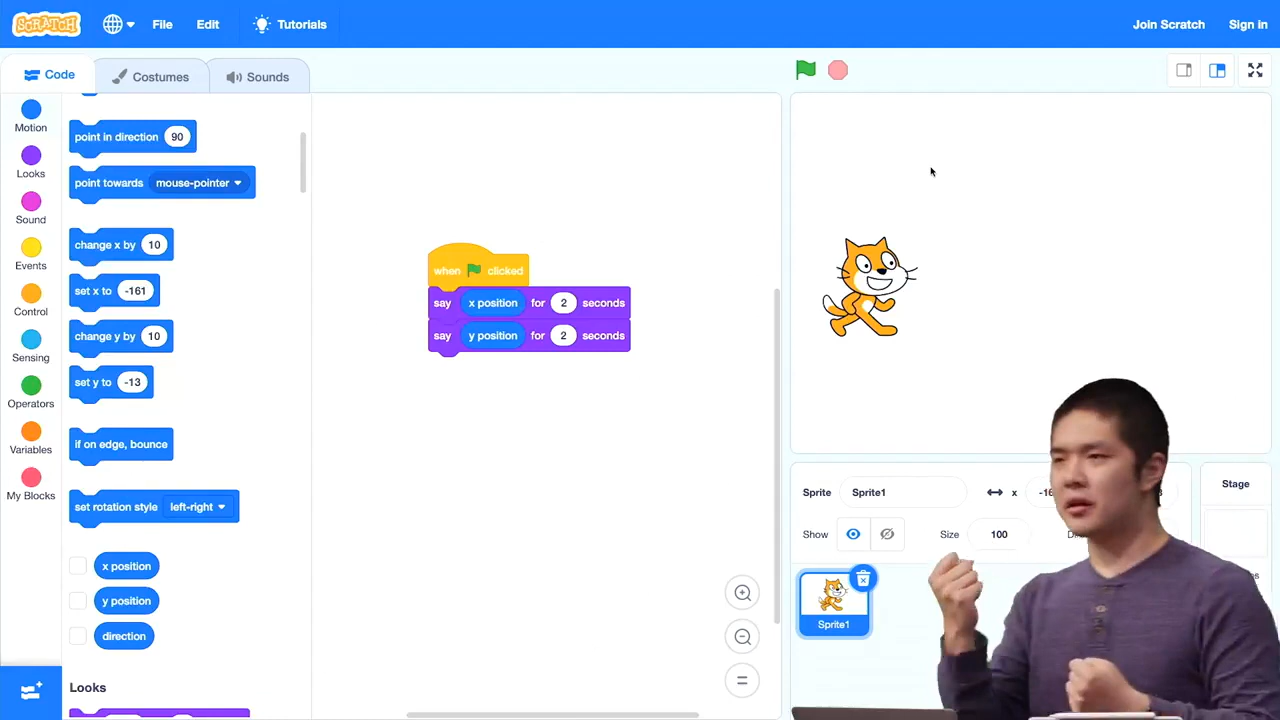 SCRATCH
File
Edit
Tutorials
Join Scratch
Sign in
Code
Costumes
Sounds
Motion
Looks
Sound
Events
Control
Sensing
Operators
Variables
My Blocks
point in direction 90
point towards mouse-pointer
change x by 10
set x to -161
change y by 10
set y to -13
if on edge, bounce
set rotation style left-right
x position
y position
direction
Looks
when clicked
say x position for 2 seconds
say y position for 2 seconds
Sprite Sprite1 x
Show Size 100
Sprite1
Stage